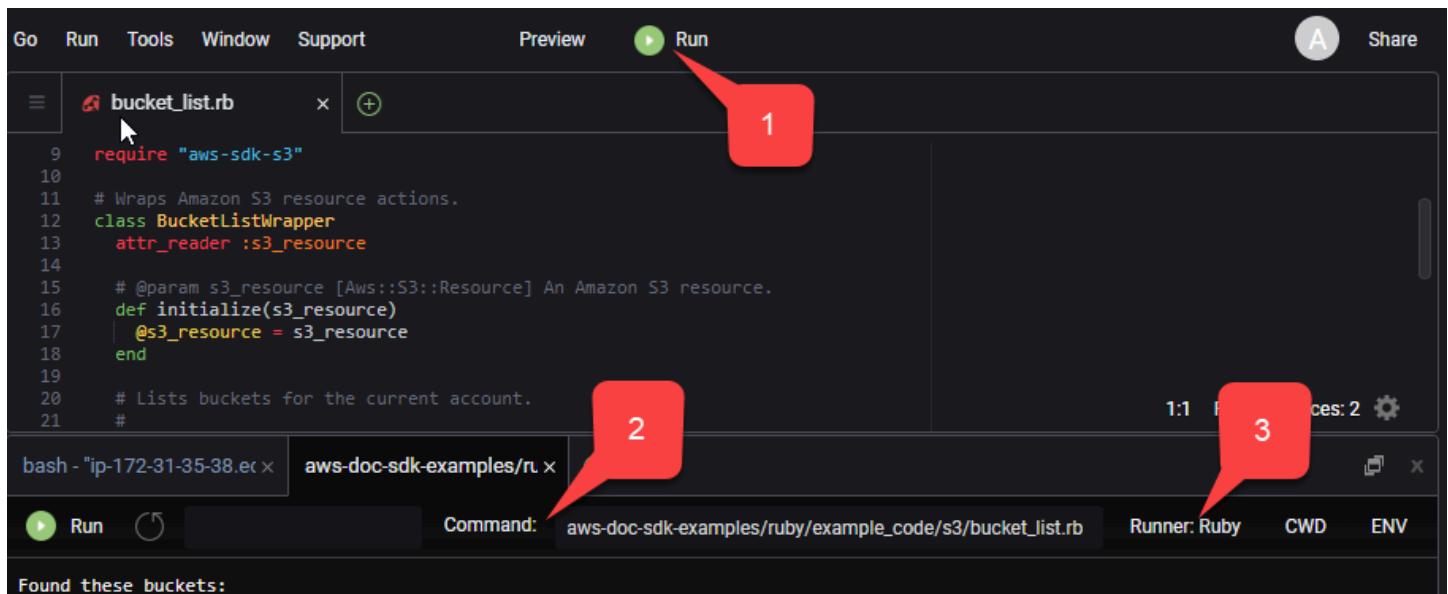 Go Run Tools Window Support Preview Run A Share
bucket_list.rb
1
9 require "aws-sdk-s3"
10
11 # Wraps Amazon S3 resource actions.
12 class BucketListWrapper
13 attr_reader :s3_resource
14
15 # @param s3_resource [Aws::S3::Resource] An Amazon S3 resource.
16 def initialize(s3_resource)
17 @s3_resource = s3_resource
18 end
19
20 # Lists buckets for the current account.
21 #
1:1 ces: 2
2
3
bash - "ip-172-31-35-38.ec aws-doc-sdk-examples/ru
Run Command: aws-doc-sdk-examples/ruby/example_code/s3/bucket_list.rb Runner: Ruby CWD ENV
Found these buckets: